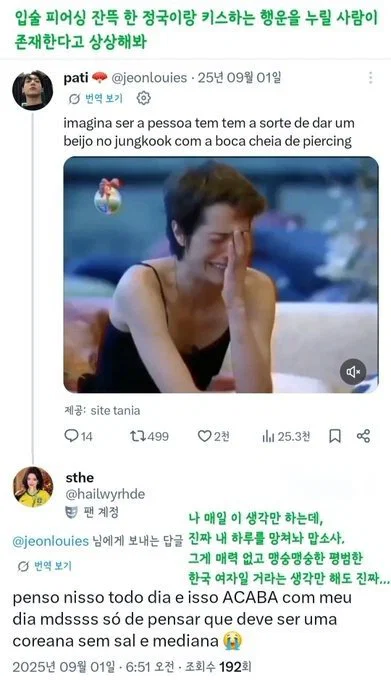 입술 피어싱 잔뜩 한 정국이랑 키스하는 행운을 누릴 사람이
존재한다고 상상해봐
pati @jeonlouies · 25년 09월 01일
번역 보기
imagina ser a pessoa tem tem a sorte de dar um
beijo no jungkook com a boca cheia de piercing
제공: site tania
14 499 2천 25.3천
sthe
@hailwyrhde
팬 계정
나 매일 이 생각만 하는데,
진짜 내 하루를 망쳐놔 맙소사.
@jeonlouies 님에게 보내는 답글
그게 매력 없고 맹숭맹숭한 평범한
번역 보기
한국 여자일 거라는 생각만 해도 진짜...
penso nisso todo dia e isso ACABA com meu
dia mdssss só de pensar que deve ser uma
coreana sem sal e mediana 😭
2025년 09월 01일 · 6:51 오전 · 조회수 192회